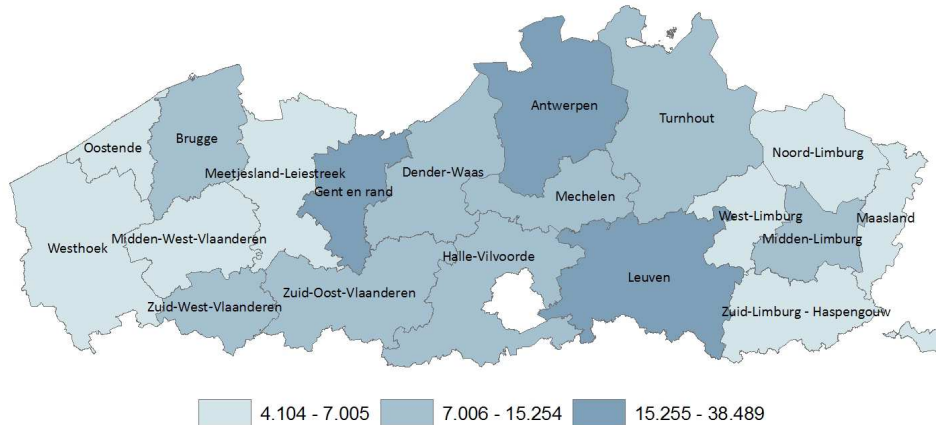 Antwerpen
Turnhout
Oostende
Brugge
Noord-Limburg
Meetjesland-Leiestreek
Dender-Waas
Gent en rand
Mechelen
West-Limburg
Maasland
Westhoek
Midden-West-Vlaanderen
Midden-Limburg
Halle-Vilvoorde
Leuven
Zuid-West-Vlaanderen
Zuid-Oost-Vlaanderen
Zuid-Limburg - Haspengouw
4.104 - 7.005
7.006 - 15.254
15.255 - 38.489